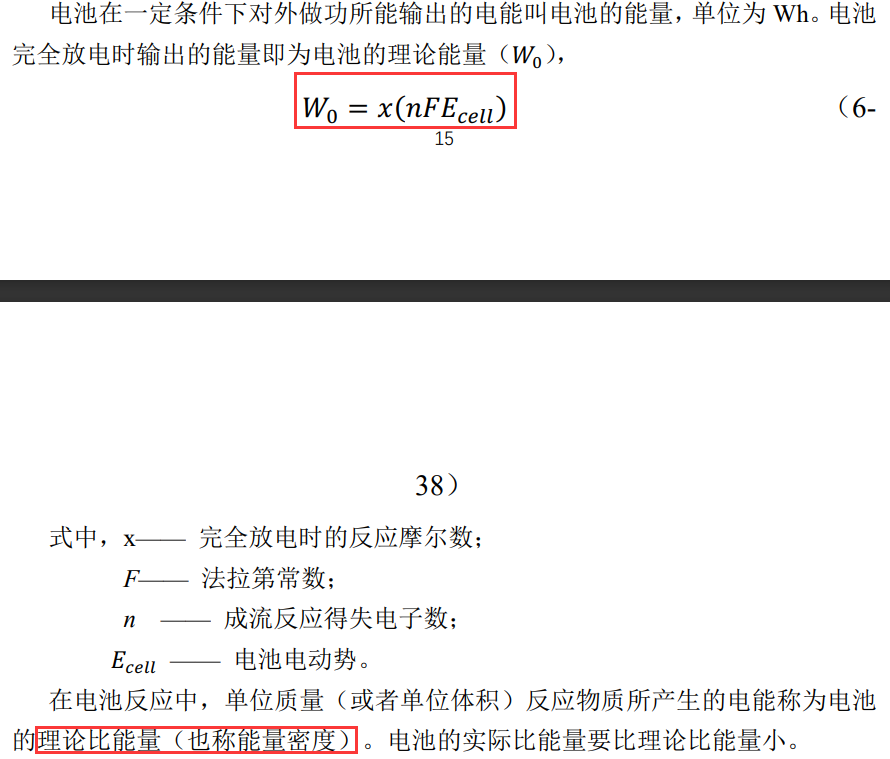 电池在一定条件下对外做功所能输出的电能叫电池的能量，单位为 Wh。电池
完全放电时输出的能量即为电池的理论能量（W₀），
W₀ = x(nFE_cell) （6-
15
38）
式中，x—— 完全放电时的反应摩尔数；
F—— 法拉第常数；
n —— 成流反应得失电子数；
E_cell —— 电池电动势。
在电池反应中，单位质量（或者单位体积）反应物质所产生的电能称为电池
的理论比能量（也称能量密度）。电池的实际比能量要比理论比能量小。